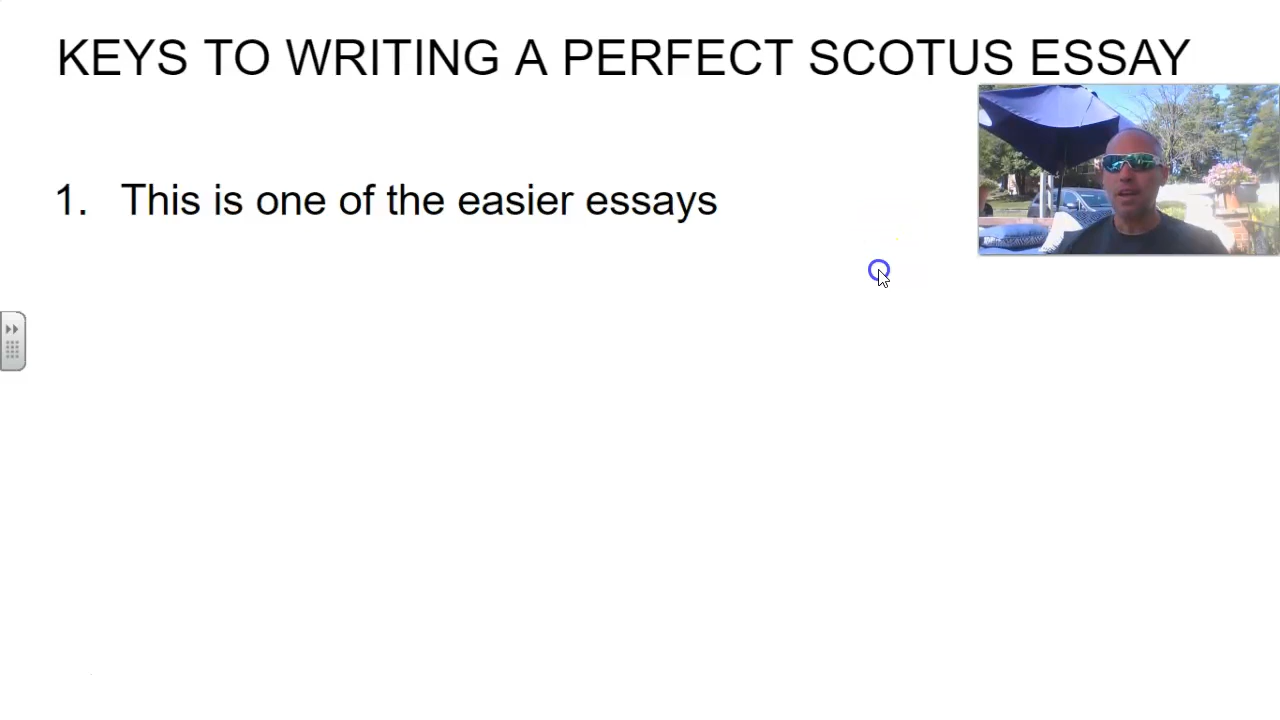 KEYS TO WRITING A PERFECT SCOTUS ESSAY
1. This is one of the easier essays